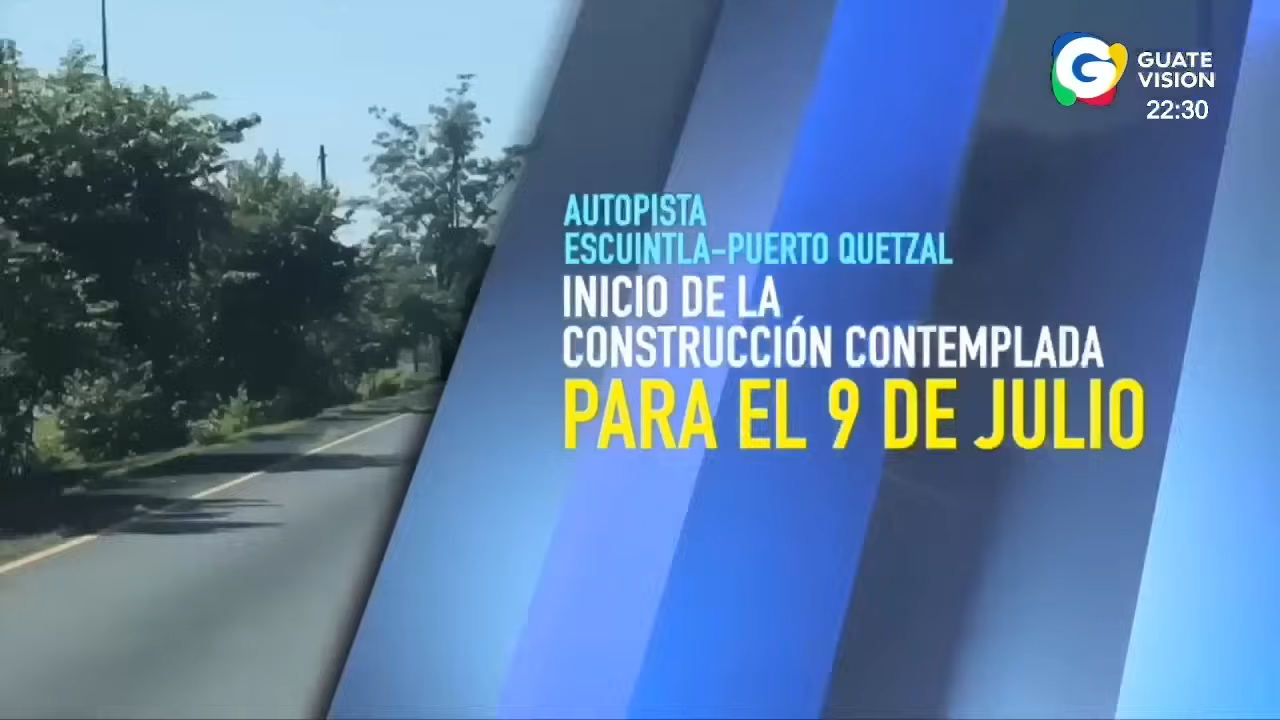 GUATE
VISION
22:30
AUTOPISTA
ESCUINTLA-PUERTO QUETZAL
INICIO DE LA
CONSTRUCCIÓN CONTEMPLADA
PARA EL 9 DE JULIO